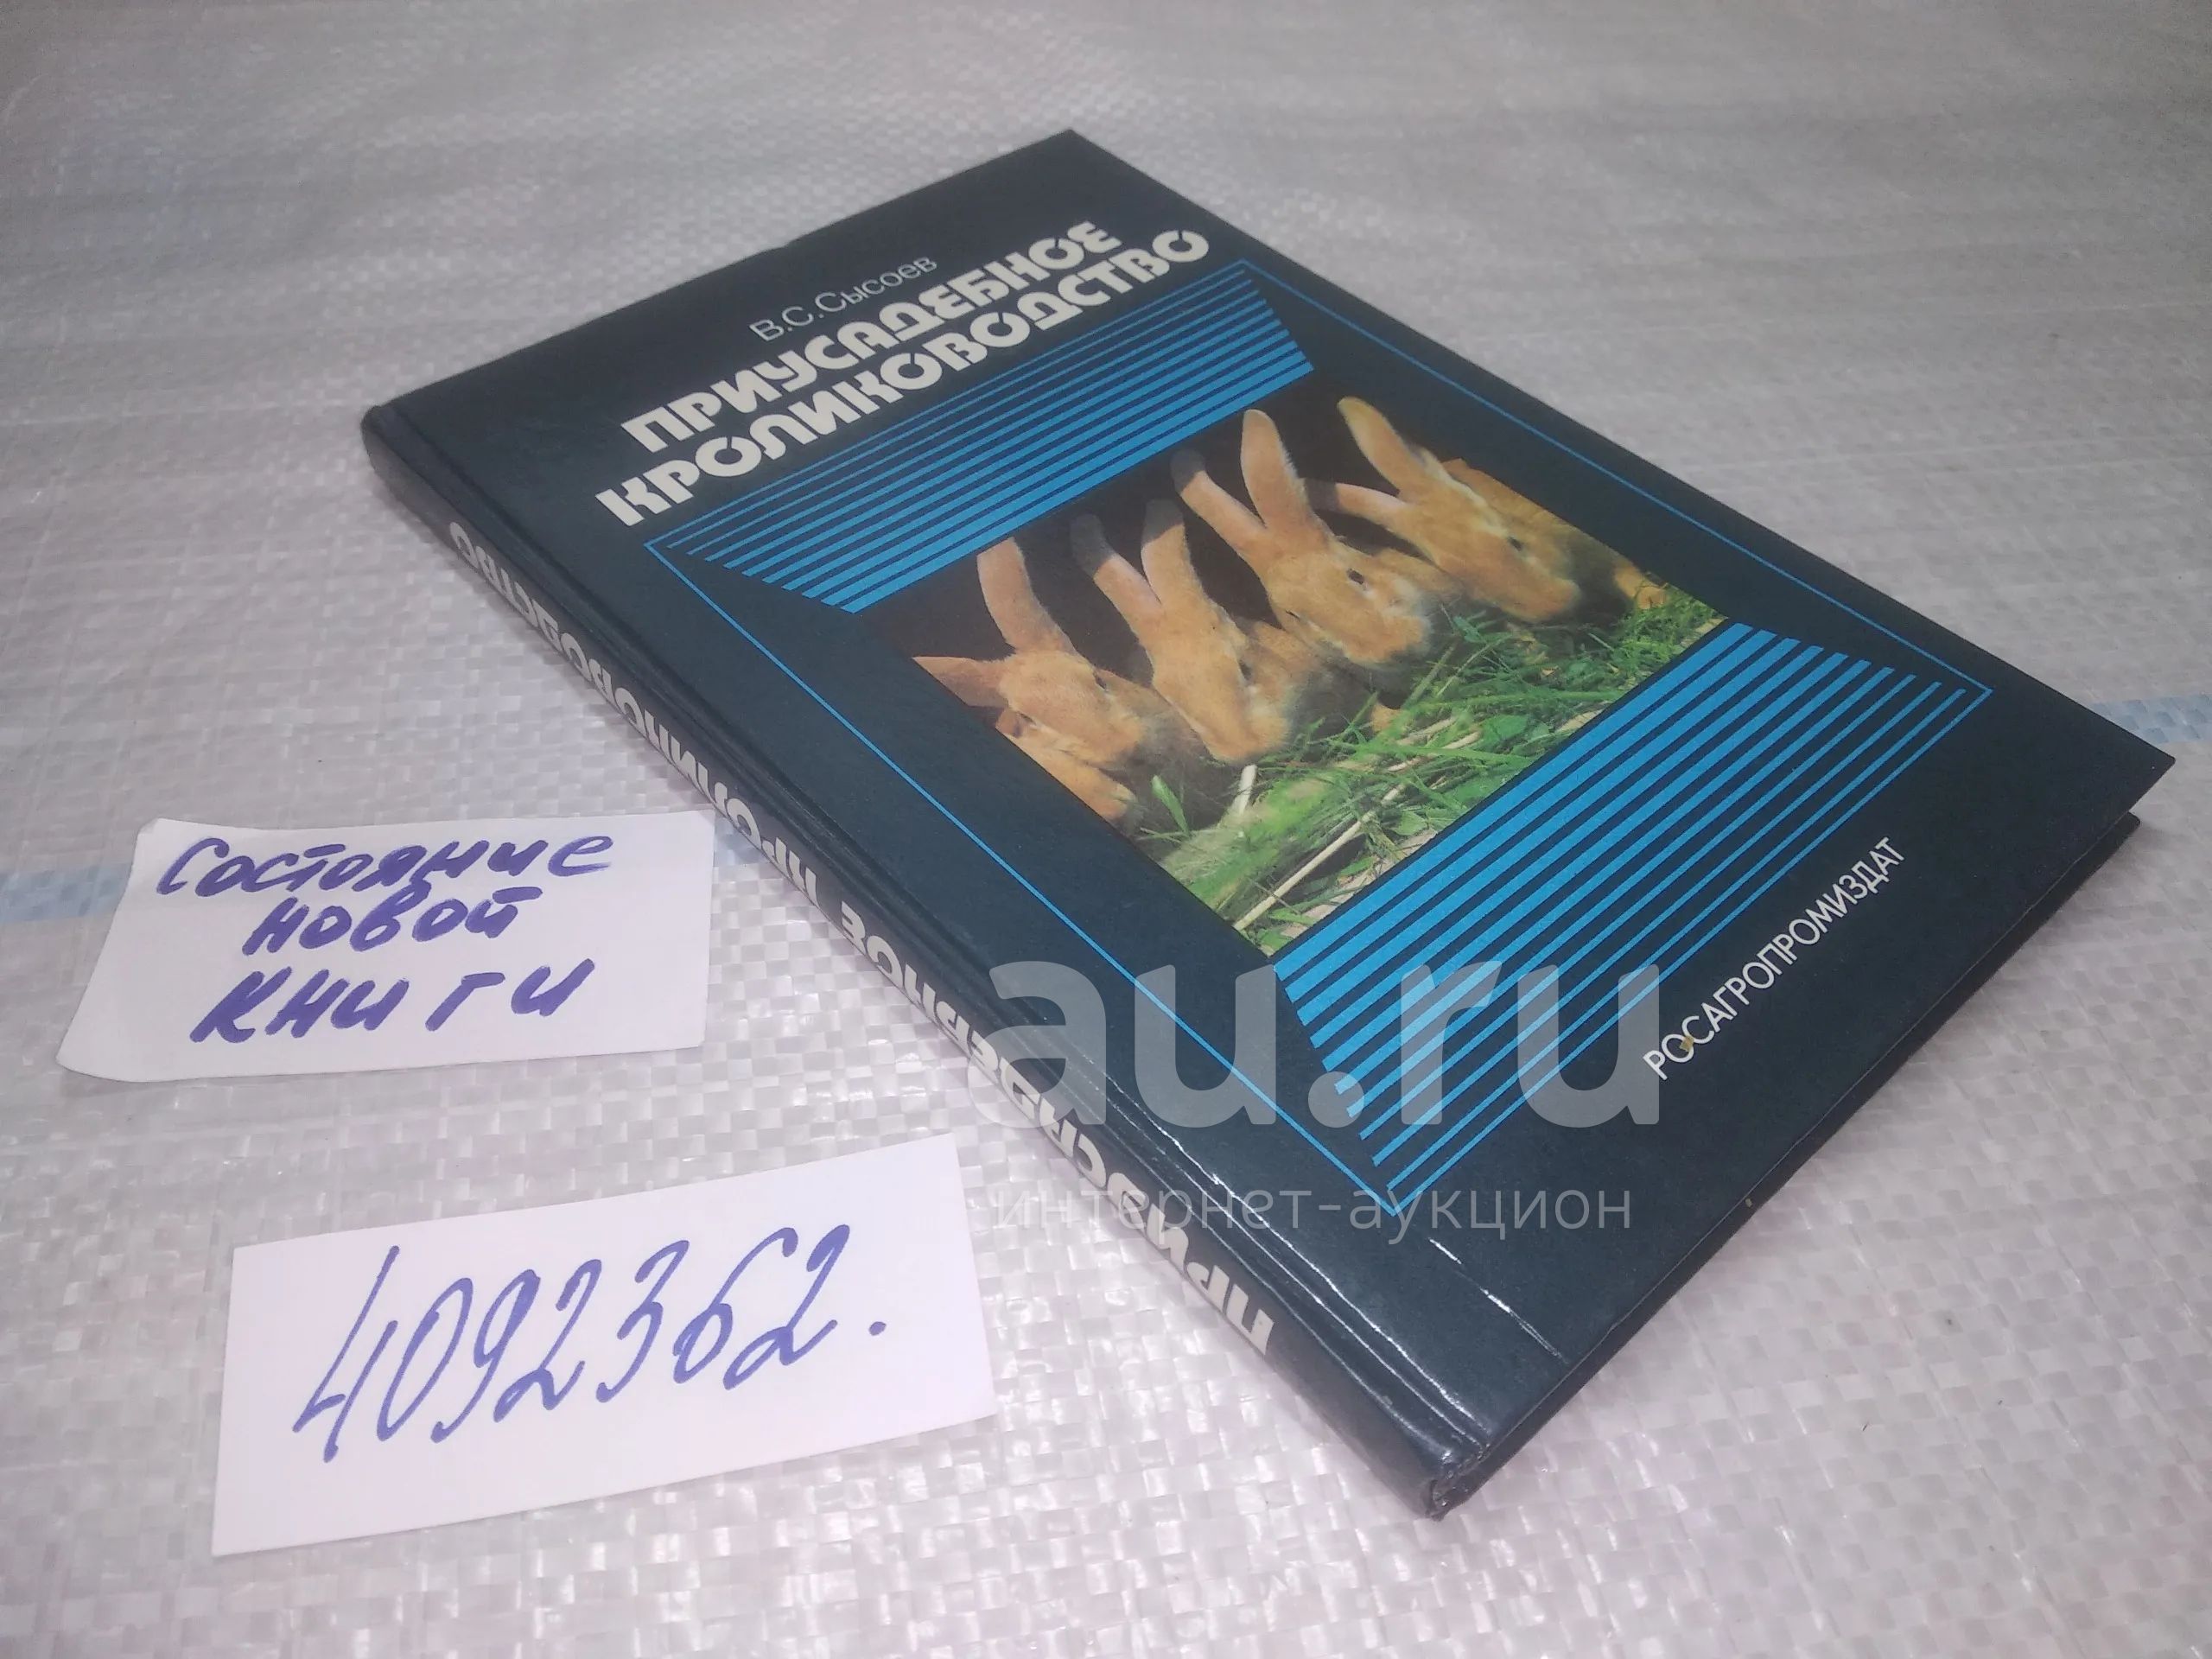 В.С.Сысоев
ПРИУСАДЕБНОЕ
КРОЛИКОВОДСТВО
РОСАГРОПРОМИЗДАТ
ПРИУСАДЕБНОЕ КРОЛИКОВОДСТВО
Состояние
новой
книги
4092362.
au.ru
интернет-аукцион